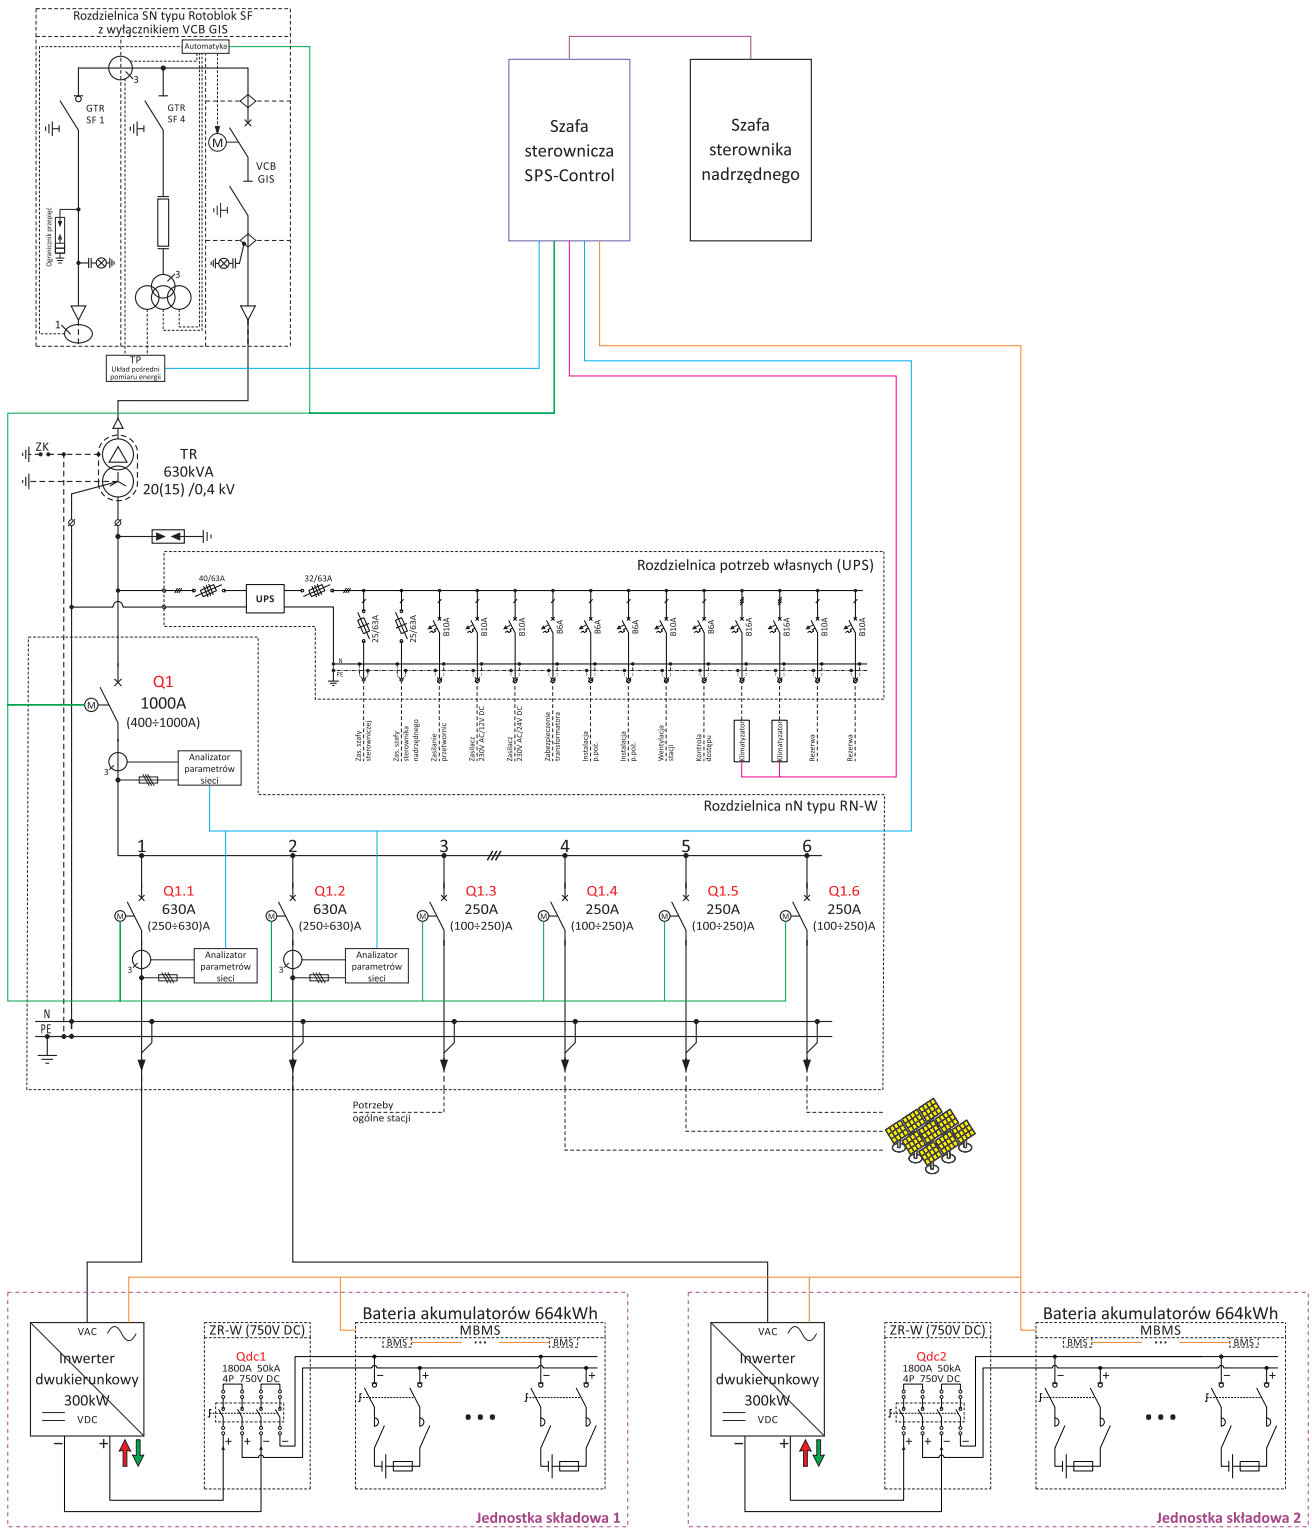 Rozdzielnica SN typu Rotoblok SF
z wyłącznikiem VCB GIS
Automatyka
3
GTR
SF 1
GTR
SF 4
M
VCB
GIS
Ogranicznik przepięć
3
1
TP
Układ pośredni
pomiaru energii
Szafa
sterownicza
SPS-Control
Szafa
sterownika
nadrzędnego
ZK
TR
630kVA
20(15) /0,4 kV
Rozdzielnica potrzeb własnych (UPS)
40/63A
UPS
32/63A
25/63A
25/63A
B10A
B10A
B10A
B6A
B6A
B6A
B10A
B6A
B16A
B16A
B10A
B10A
N
PE
Zas. szafy
sterowniczej
Zas. szafy
sterownika
nadrzędnego
Zasilanie
przetwornic
Zasilacz
230V AC/12V DC
Zasilacz
230V AC/24V DC
Zabezpieczenie
transformatora
Instalacja
p.poż.
Instalacja
p.poż.
Wentylacja
stacji
Kontrola
dostępu
Klimatyzator
Klimatyzator
Rezerwa
Rezerwa
Q1
1000A
(400÷1000A)
M
3
Analizator
parametrów
sieci
Rozdzielnica nN typu RN-W
1
2
3
4
5
6
Q1.1
630A
(250÷630)A
M
Q1.2
630A
(250÷630)A
M
Q1.3
250A
(100÷250)A
M
Q1.4
250A
(100÷250)A
M
Q1.5
250A
(100÷250)A
M
Q1.6
250A
(100÷250)A
M
3
Analizator
parametrów
sieci
3
Analizator
parametrów
sieci
N
PE
Potrzeby
ogólne stacji
VAC
Inwerter
dwukierunkowy
300kW
VDC
− +
ZR-W (750V DC)
Qdc1
1800A 50kA
4P 750V DC
+ + − −
Bateria akumulatorów 664kWh
MBMS
BMS ... BMS
− + − +
Jednostka składowa 1
VAC
Inwerter
dwukierunkowy
300kW
VDC
− +
ZR-W (750V DC)
Qdc2
1800A 50kA
4P 750V DC
+ + − −
Bateria akumulatorów 664kWh
MBMS
BMS ... BMS
− + − +
Jednostka składowa 2